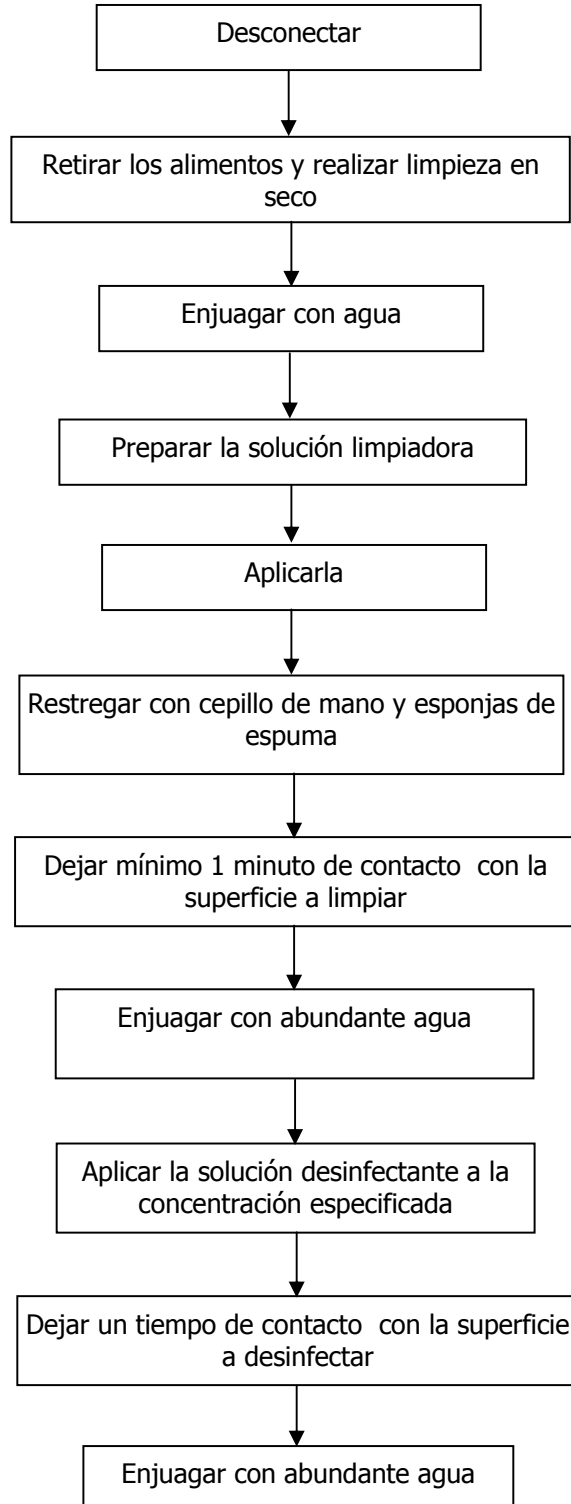 Desconectar
Retirar los alimentos y realizar limpieza en
seco
Enjuagar con agua
Preparar la solución limpiadora
Aplicarla
Restregar con cepillo de mano y esponjas de
espuma
Dejar mínimo 1 minuto de contacto  con la
superficie a limpiar
Enjuagar con abundante agua
Aplicar la solución desinfectante a la
concentración especificada
Dejar un tiempo de contacto  con la superficie
a desinfectar
Enjuagar con abundante agua